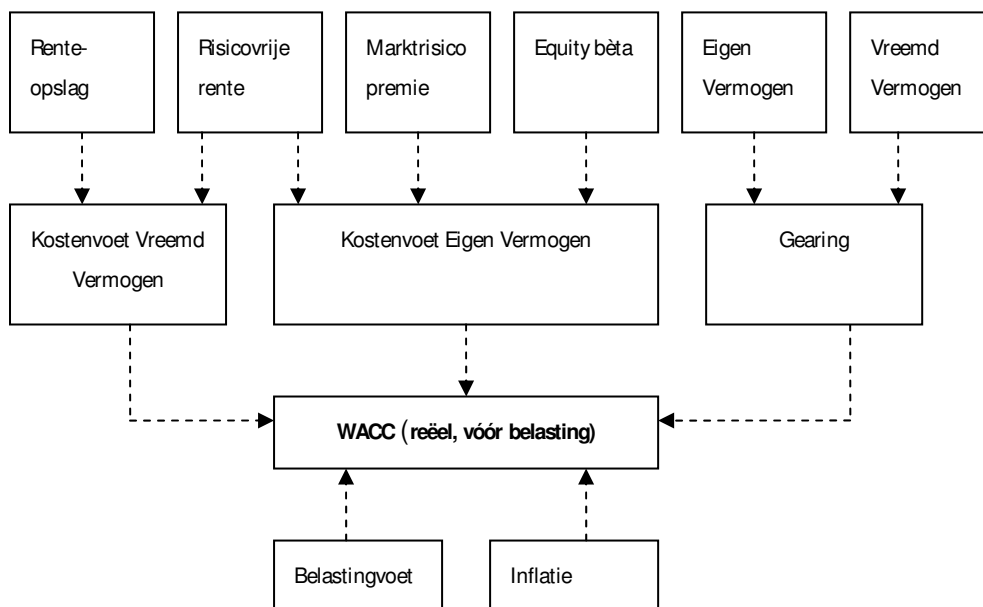 Rente-
opslag
Risicovrije
rente
Marktrisico
premie
Equity bèta
Eigen
Vermogen
Vreemd
Vermogen
Kostenvoet Vreemd
Vermogen
Kostenvoet Eigen Vermogen
Gearing
WACC (reëel, vóór belasting)
Belastingvoet
Inflatie